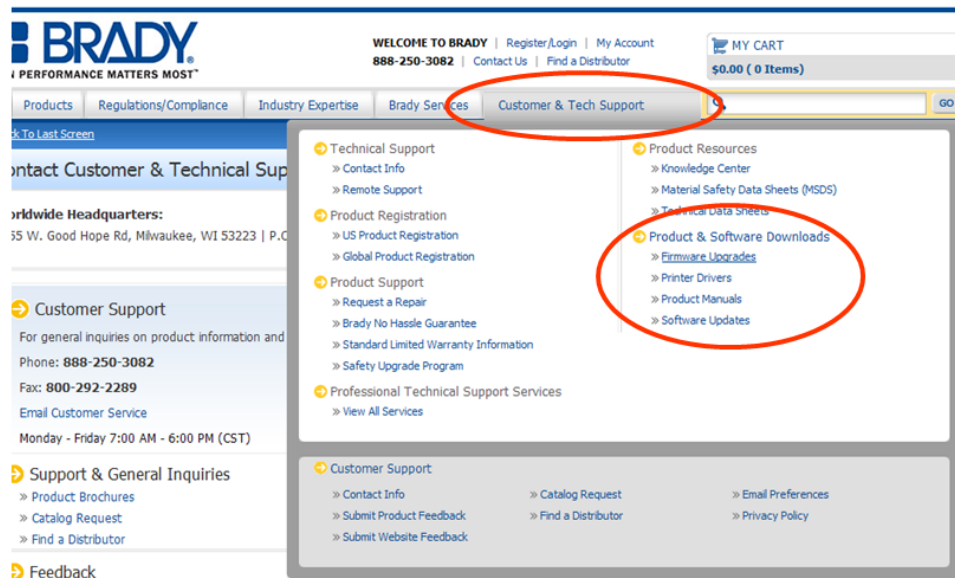 BRADY.
N PERFORMANCE MATTERS MOST™
WELCOME TO BRADY | Register/Login | My Account
888-250-3082 | Contact Us | Find a Distributor
MY CART
$0.00 ( 0 Items)
Products
Regulations/Compliance
Industry Expertise
Brady Services
Customer & Tech Support
GO
ck To Last Screen
ontact Customer & Technical Sup
orldwide Headquarters:
55 W. Good Hope Rd, Milwaukee, WI 53223 | P.O
Customer Support
For general inquiries on product information and
Phone: 888-250-3082
Fax: 800-292-2289
Email Customer Service
Monday - Friday 7:00 AM - 6:00 PM (CST)
Support & General Inquiries
» Product Brochures
» Catalog Request
» Find a Distributor
Feedback
Technical Support
» Contact Info
» Remote Support
Product Registration
» US Product Registration
» Global Product Registration
Product Support
» Request a Repair
» Brady No Hassle Guarantee
» Standard Limited Warranty Information
» Safety Upgrade Program
Professional Technical Support Services
» View All Services
Product Resources
» Knowledge Center
» Material Safety Data Sheets (MSDS)
» Technical Data Sheets
Product & Software Downloads
» Firmware Upgrades
» Printer Drivers
» Product Manuals
» Software Updates
Customer Support
» Contact Info
» Submit Product Feedback
» Submit Website Feedback
» Catalog Request
» Find a Distributor
» Email Preferences
» Privacy Policy